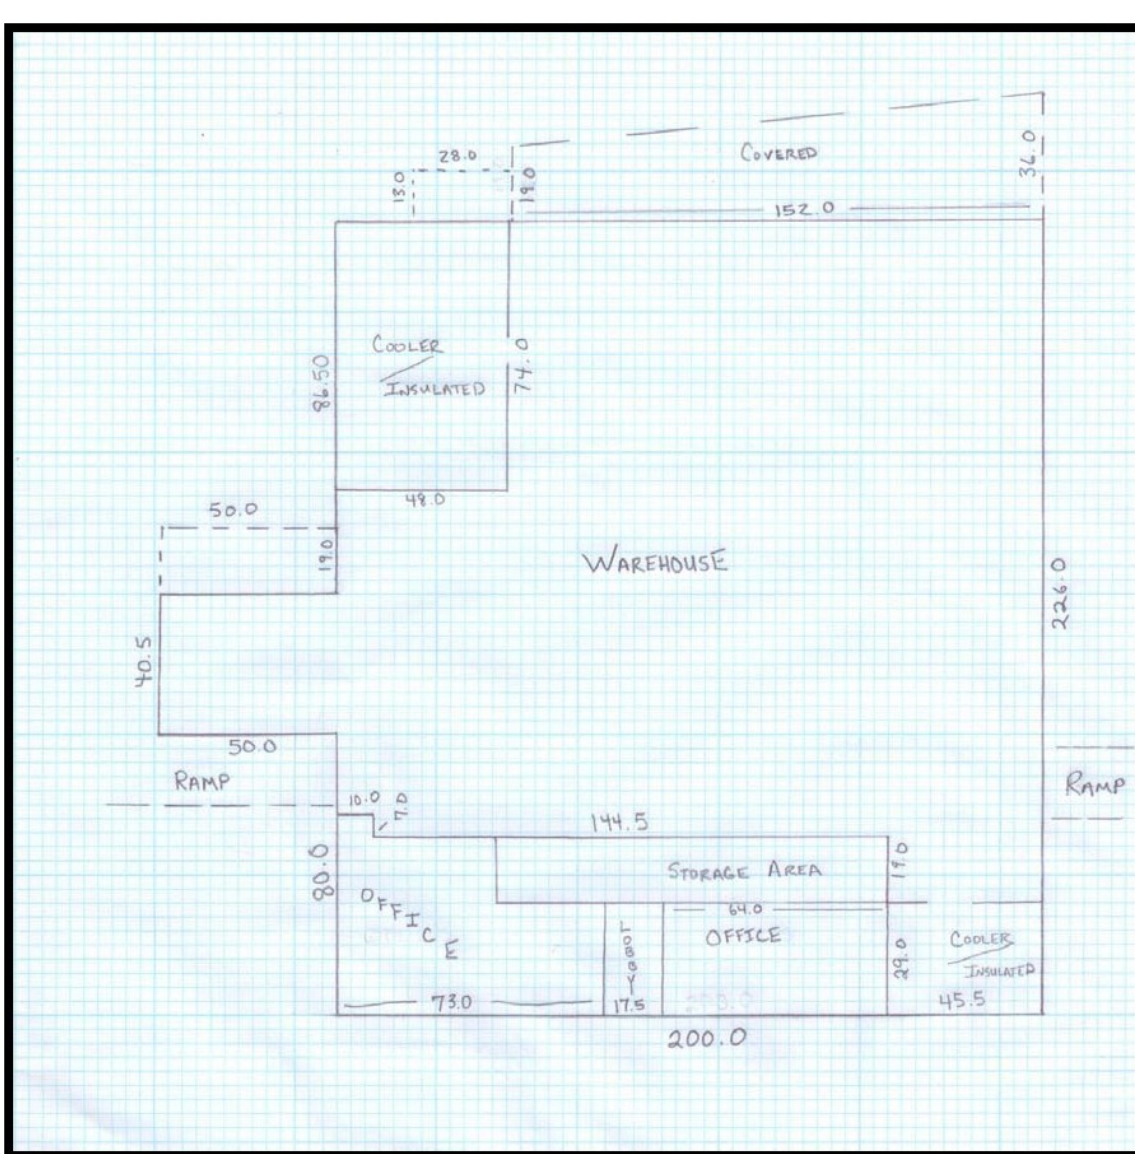 28.0
COVERED
13.0
19.0
36.0
152.0
COOLER
INSULATED
86.50
74.0
48.0
50.0
19.0
WAREHOUSE
226.0
40.5
50.0
RAMP
RAMP
10.0
7.0
144.5
80.0
STORAGE AREA
19.0
OFFICE
64.0
OFFICE
LOBBY
29.0
COOLER
INSULATED
73.0
17.5
45.5
200.0